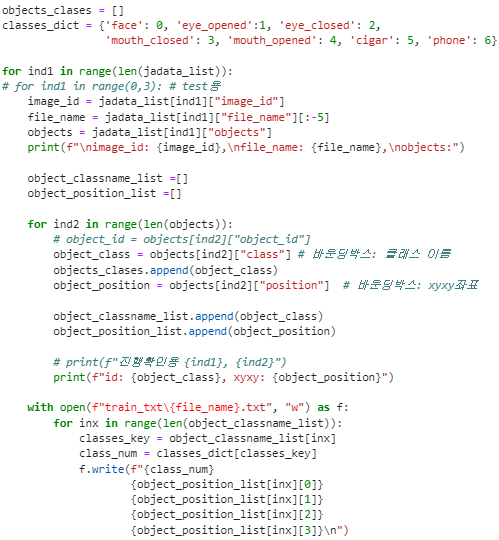 objects_clases = []
classes_dict = {'face': 0, 'eye_opened':1, 'eye_closed': 2,
                'mouth_closed': 3, 'mouth_opened': 4, 'cigar': 5, 'phone': 6}

for ind1 in range(len(jadata_list)):
# for ind1 in range(0,3): # test용
    image_id = jadata_list[ind1]["image_id"]
    file_name = jadata_list[ind1]["file_name"][:-5]
    objects = jadata_list[ind1]["objects"]
    print(f"\nimage_id: {image_id},\nfile_name: {file_name},\nobjects:")

    object_classname_list =[]
    object_position_list =[]

    for ind2 in range(len(objects)):
        # object_id = objects[ind2]["object_id"]
        object_class = objects[ind2]["class"] # 바운딩박스: 클래스 이름
        objects_clases.append(object_class)
        object_position = objects[ind2]["position"]  # 바운딩박스: xyxy좌표

        object_classname_list.append(object_class)
        object_position_list.append(object_position)

        # print(f"진행확인용 {ind1}, {ind2}")
        print(f"id: {object_class}, xyxy: {object_position}")

    with open(f"train_txt\{file_name}.txt", "w") as f:
        for inx in range(len(object_classname_list)):
            classes_key = object_classname_list[inx]
            class_num = classes_dict[classes_key]
            f.write(f"{class_num}
                    {object_position_list[inx][0]}
                    {object_position_list[inx][1]}
                    {object_position_list[inx][2]}
                    {object_position_list[inx][3]}\n")